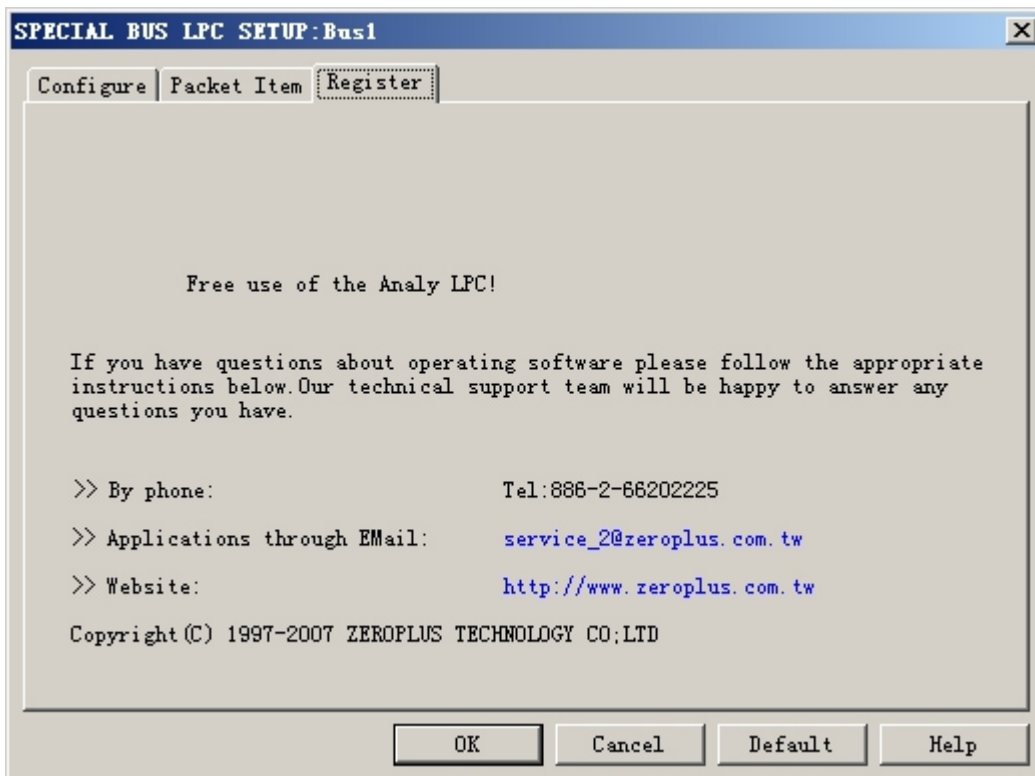 SPECIAL BUS LPC SETUP:Bus1
Configure Packet Item Register
Free use of the Analy LPC!
If you have questions about operating software please follow the appropriate
instructions below.Our technical support team will be happy to answer any
questions you have.
>> By phone: Tel:886-2-66202225
>> Applications through EMail: service_2@zeroplus.com.tw
>> Website: http://www.zeroplus.com.tw
Copyright(C) 1997-2007 ZEROPLUS TECHNOLOGY CO;LTD
OK Cancel Default Help